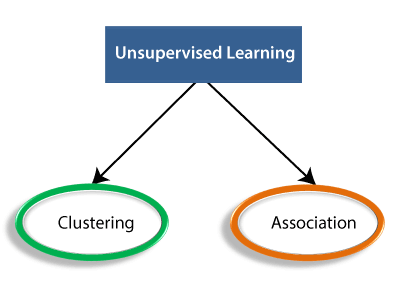 Unsupervised Learning
Clustering
Association